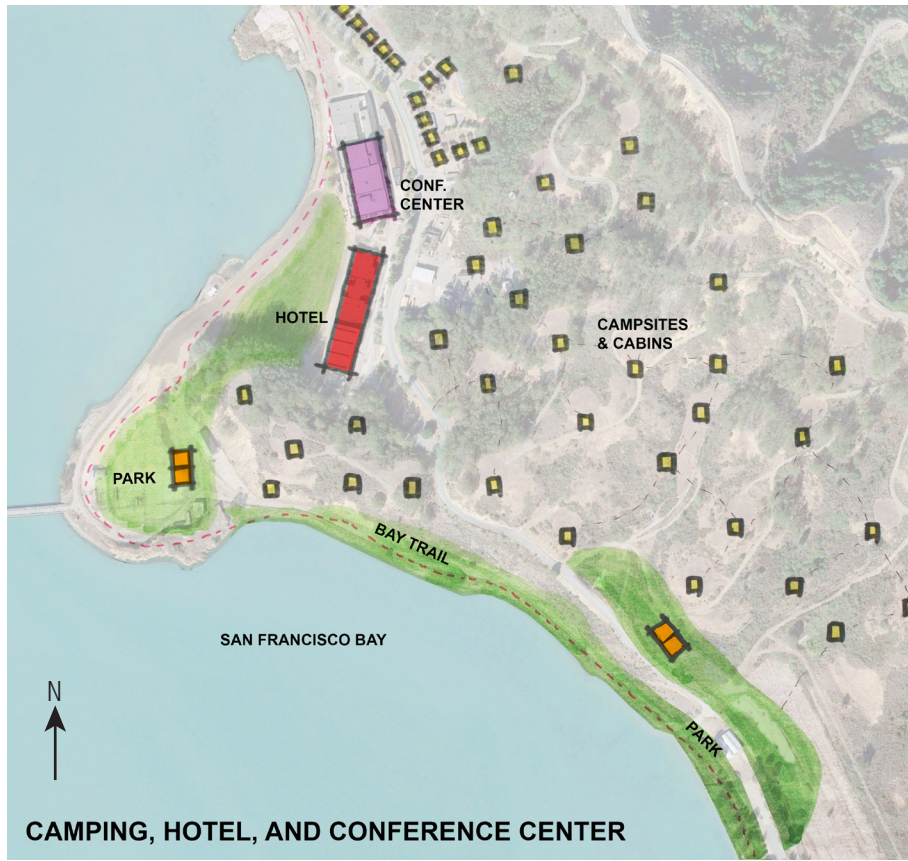 CONF.
CENTER
HOTEL
CAMPSITES
& CABINS
PARK
BAY TRAIL
SAN FRANCISCO BAY
N
PARK
CAMPING, HOTEL, AND CONFERENCE CENTER